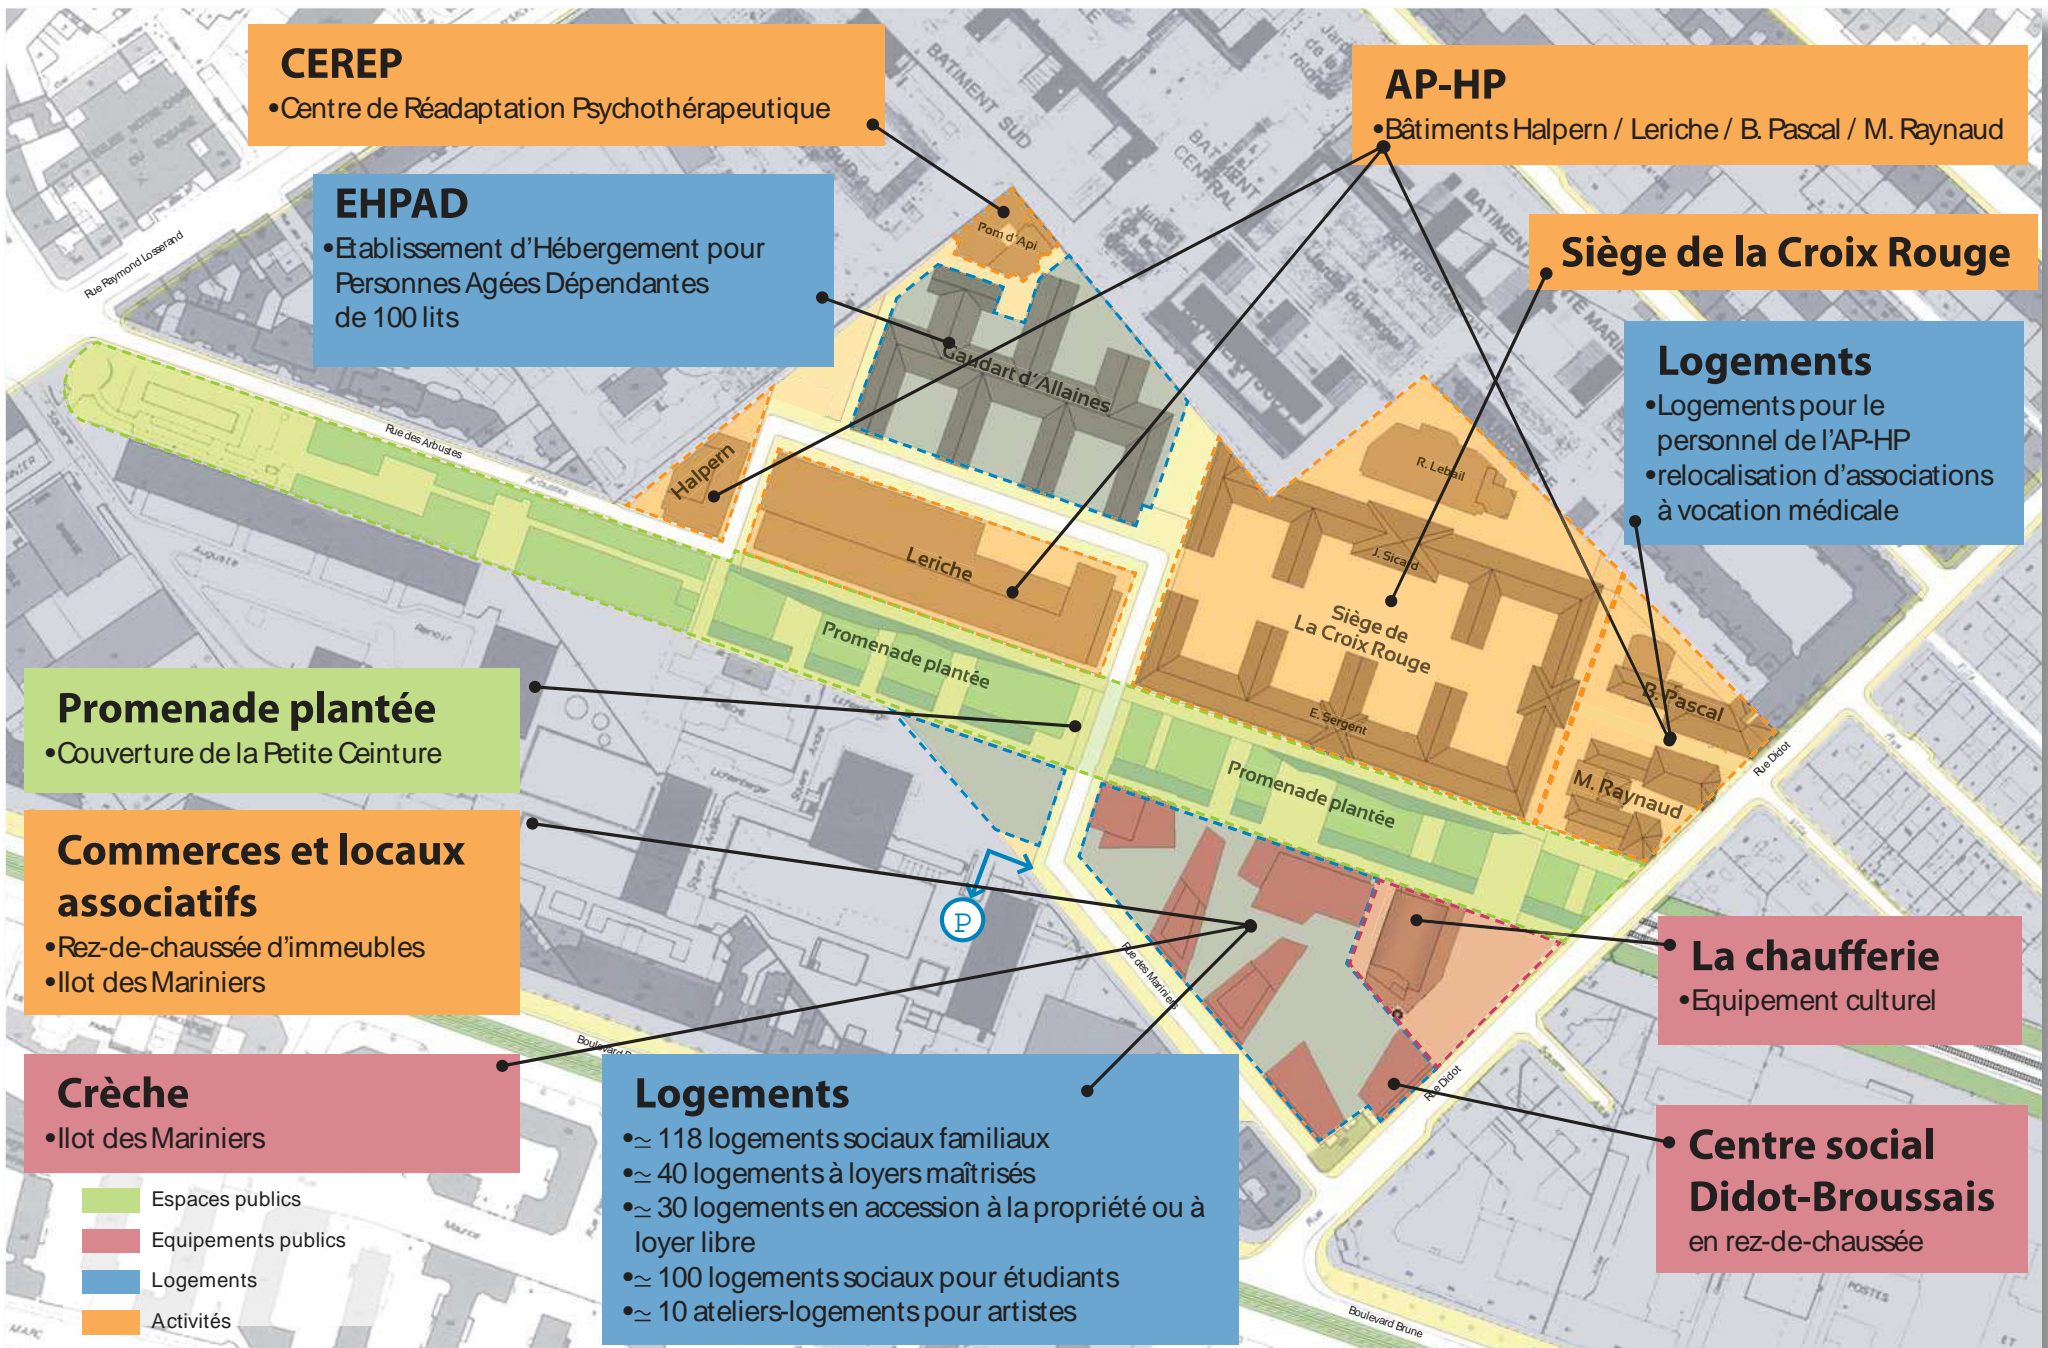 CEREP
•Centre de Réadaptation Psychothérapeutique
AP-HP
•Bâtiments Halpern / Leriche / B. Pascal / M. Raynaud
EHPAD
•Etablissement d'Hébergement pour
Personnes Agées Dépendantes
de 100 lits
Siège de la Croix Rouge
Logements
•Logements pour le
personnel de l'AP-HP
•relocalisation d'associations
à vocation médicale
BATIMENT SUD
BATIMENT
CENTRAL
Pom d'Api
Gaudart d'Allaines
Rue Raymond Losserand
Rue des Arbustes
Halpern
Leriche
R. Lebail
J. Sicard
Siège de
La Croix Rouge
E. Sergent
B. Pascal
M. Raynaud
Rue Didot
Auguste
Renoir
Promenade plantée
Promenade plantée
Promenade plantée
•Couverture de la Petite Ceinture
Commerces et locaux
associatifs
•Rez-de-chaussée d'immeubles
•Ilot des Mariniers
P
Rue des Mariniers
La chaufferie
•Equipement culturel
Crèche
•Ilot des Mariniers
Logements
•≃ 118 logements sociaux familiaux
•≃ 40 logements à loyers maîtrisés
•≃ 30 logements en accession à la propriété ou à
loyer libre
•≃ 100 logements sociaux pour étudiants
•≃ 10 ateliers-logements pour artistes
Rue Didot
Centre social
Didot-Broussais
en rez-de-chaussée
Espaces publics
Equipements publics
Logements
Activités
Boulevard Brune
POSTES